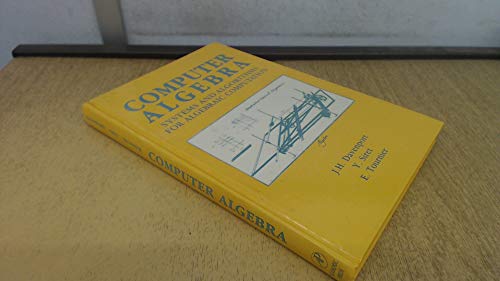 COMPUTER
ALGEBRA
SYSTEMS AND ALGORITHMS
FOR ALGEBRAIC COMPUTATION
J.H. Davenport
Y. Siret
E. Tournier
COMPUTER ALGEBRA